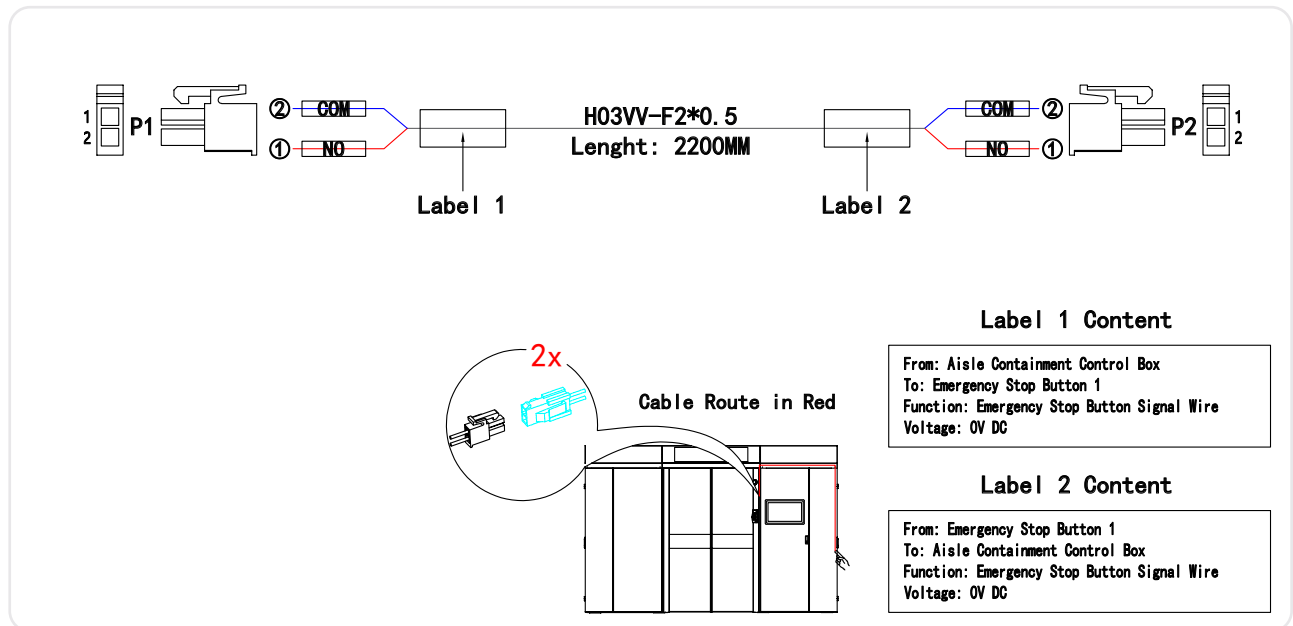 ② COM
COM ②
1
2
P1
H03VV-F2*0.5
P2
1
2
① NO
Lenght: 2200MM
NO ①
Label 1
Label 2
Label 1 Content
2x
From: Aisle Containment Control Box
To: Emergency Stop Button 1
Function: Emergency Stop Button Signal Wire
Voltage: 0V DC
Cable Route in Red
Label 2 Content
From: Emergency Stop Button 1
To: Aisle Containment Control Box
Function: Emergency Stop Button Signal Wire
Voltage: 0V DC